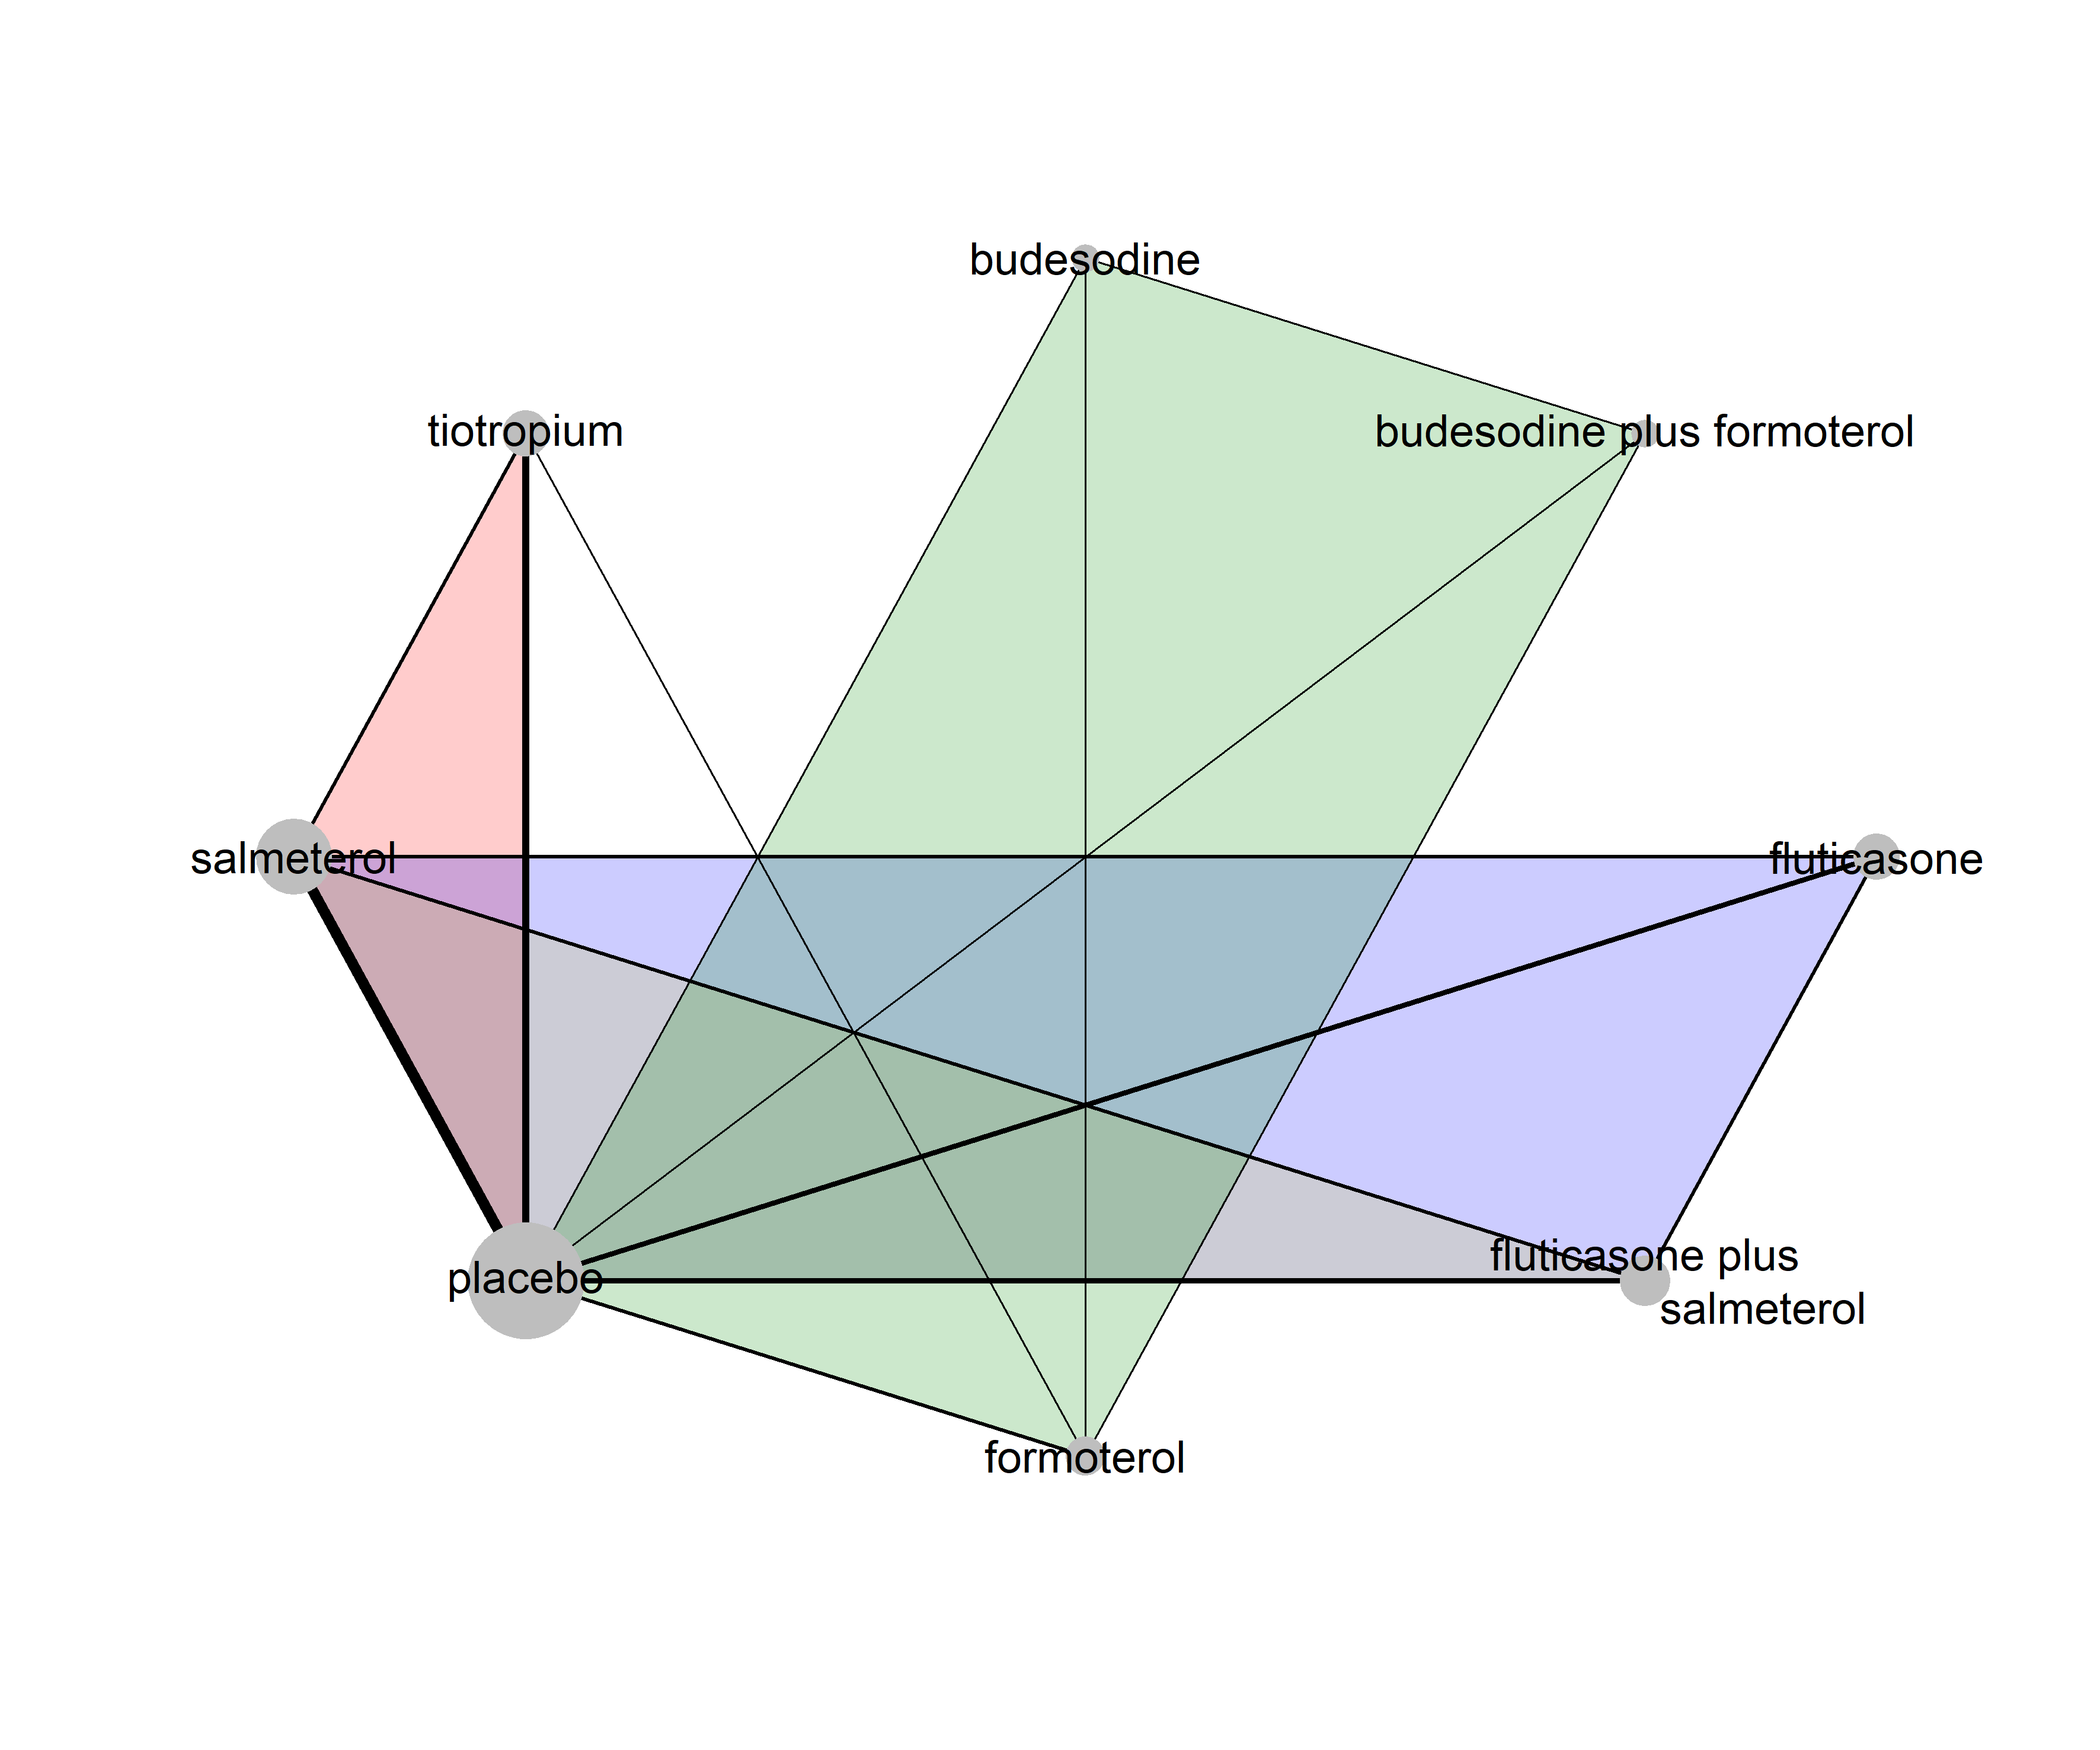 budesodine
tiotropium
budesodine plus formoterol
salmeterol
fluticasone
fluticasone plus
salmeterol
placebo
formoterol